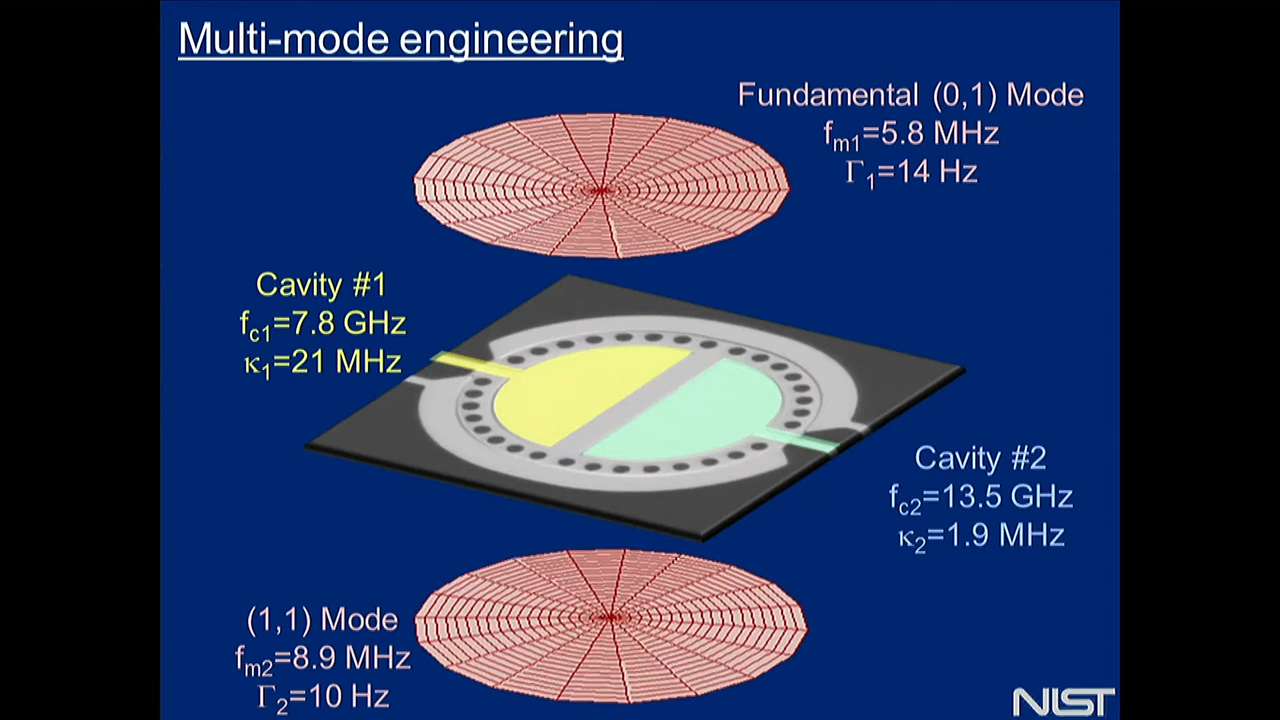 Multi-mode engineering
Fundamental (0,1) Mode
fm1=5.8 MHz
Γ1=14 Hz
Cavity #1
fc1=7.8 GHz
κ1=21 MHz
Cavity #2
fc2=13.5 GHz
κ2=1.9 MHz
(1,1) Mode
fm2=8.9 MHz
Γ2=10 Hz
NIST